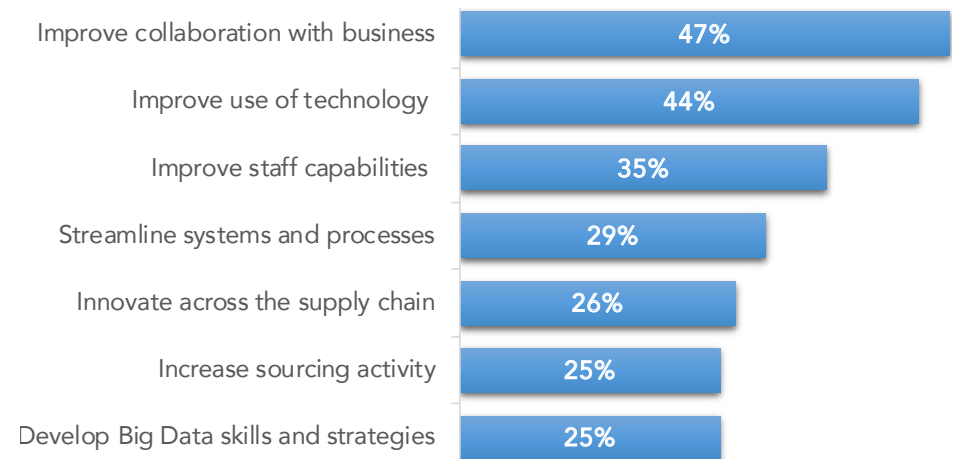 Improve collaboration with business 47%
Improve use of technology 44%
Improve staff capabilities 35%
Streamline systems and processes 29%
Innovate across the supply chain 26%
Increase sourcing activity 25%
Develop Big Data skills and strategies 25%